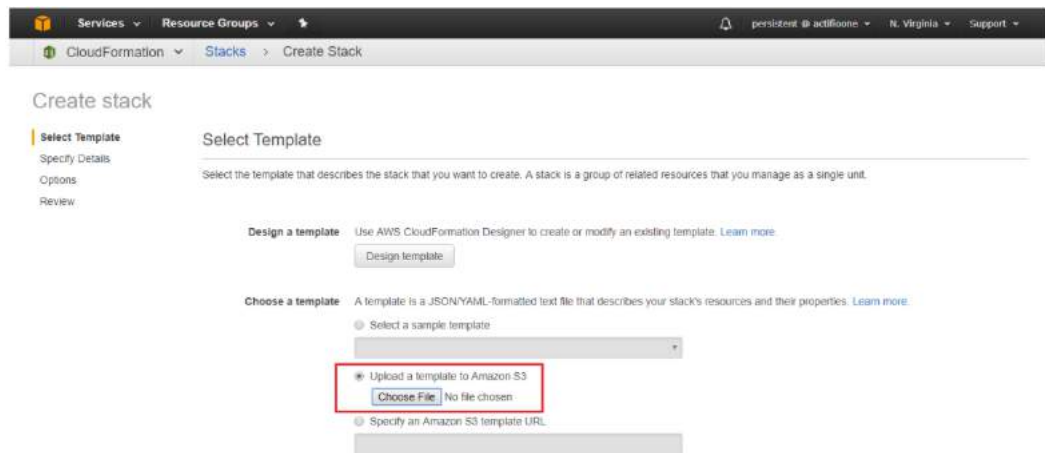 Services Resource Groups persistent @ actifioone N. Virginia Support
CloudFormation Stacks > Create Stack
Create stack
Select Template
Specify Details
Options
Review
Select Template
Select the template that describes the stack that you want to create. A stack is a group of related resources that you manage as a single unit.
Design a template Use AWS CloudFormation Designer to create or modify an existing template. Learn more.
Design template
Choose a template A template is a JSON/YAML-formatted text file that describes your stack's resources and their properties. Learn more.
Select a sample template
Upload a template to Amazon S3
Choose File No file chosen
Specify an Amazon S3 template URL